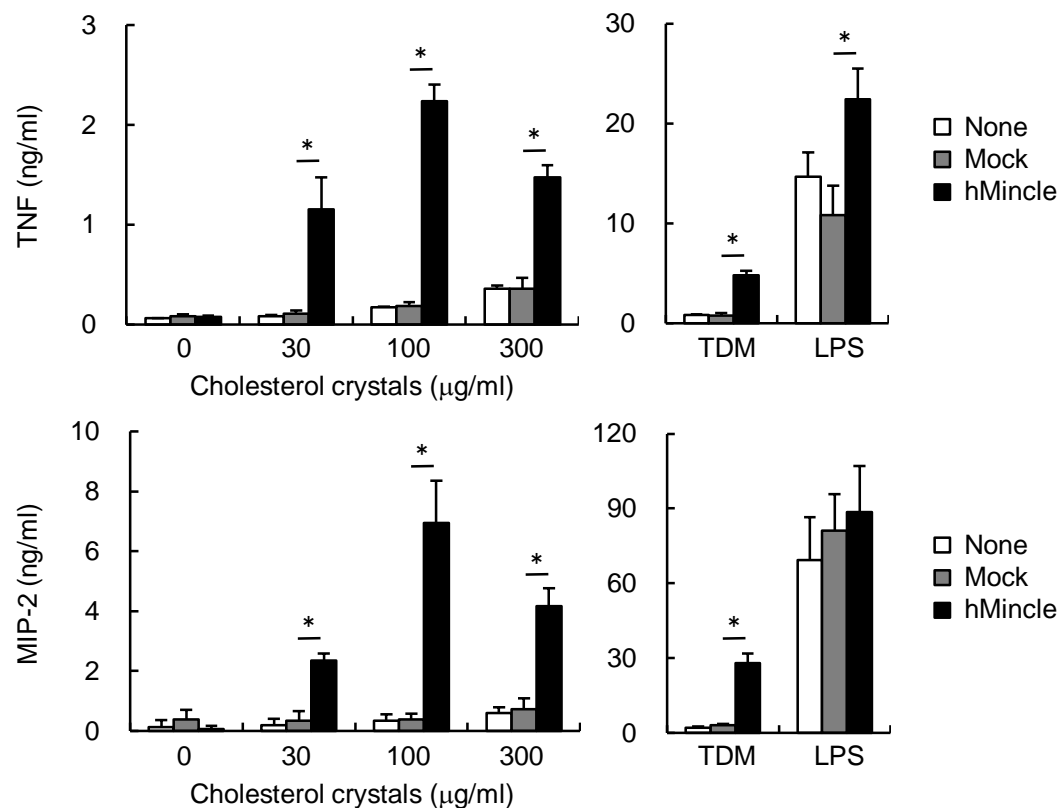 3
2
1
0
TNF (ng/ml)
*
*
*
0 30 100 300
Cholesterol crystals (μg/ml)
30
20
10
0
*
*
TDM LPS
None
Mock
hMincle
10
8
6
4
2
0
MIP-2 (ng/ml)
*
*
*
0 30 100 300
Cholesterol crystals (μg/ml)
120
90
60
30
0
*
TDM LPS
None
Mock
hMincle